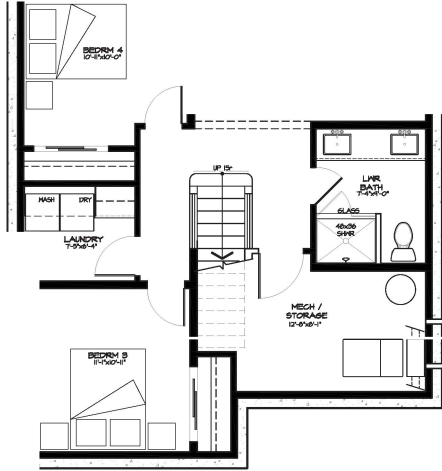 BEDRM 4
10'-11"x10'-0"
UP 15r
WASH
DRY
LWR
BATH
7'-4"x9'-0"
GLASS
48x36
SHWR
LAUNDRY
7'-5"x6'-4"
MECH /
STORAGE
12'-8"x8'-1"
BEDRM 3
11'-1"x10'-11"